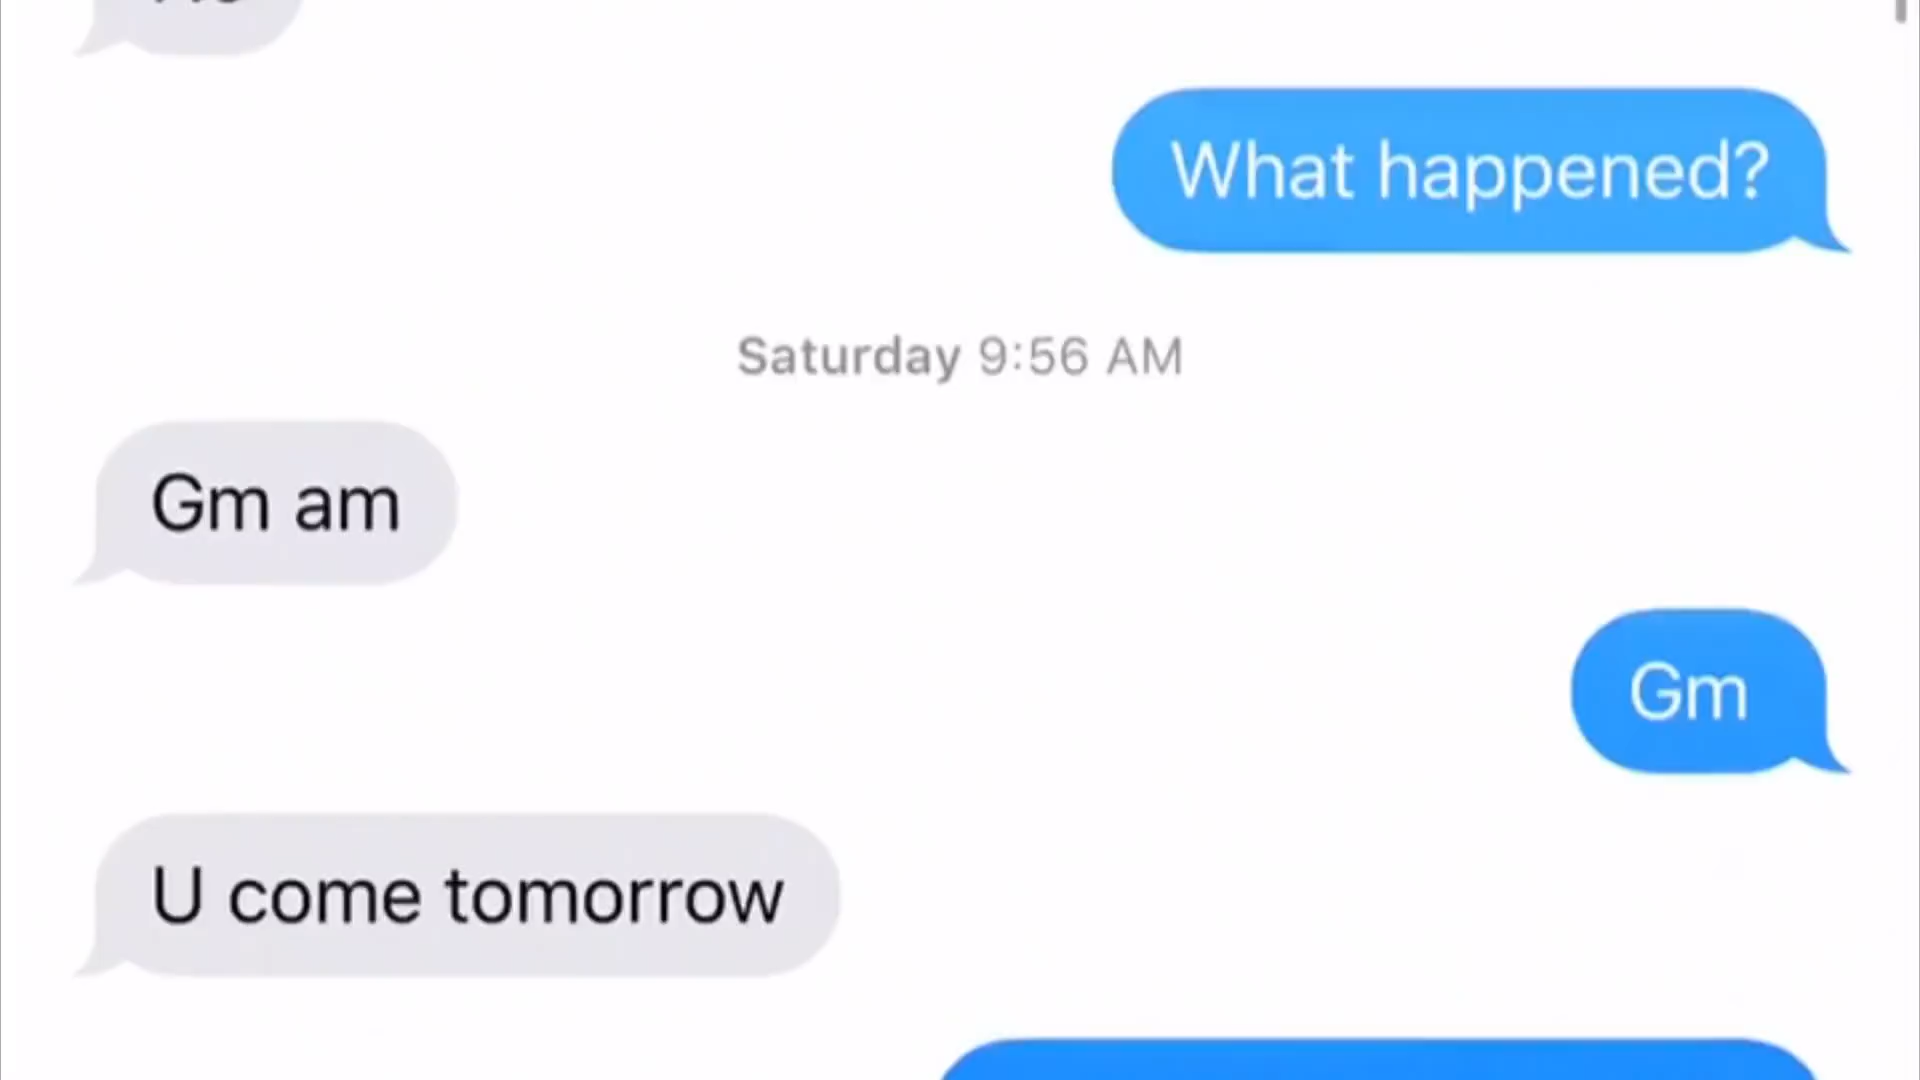 What happened?
Saturday 9:56 AM
Gm am
Gm
U come tomorrow